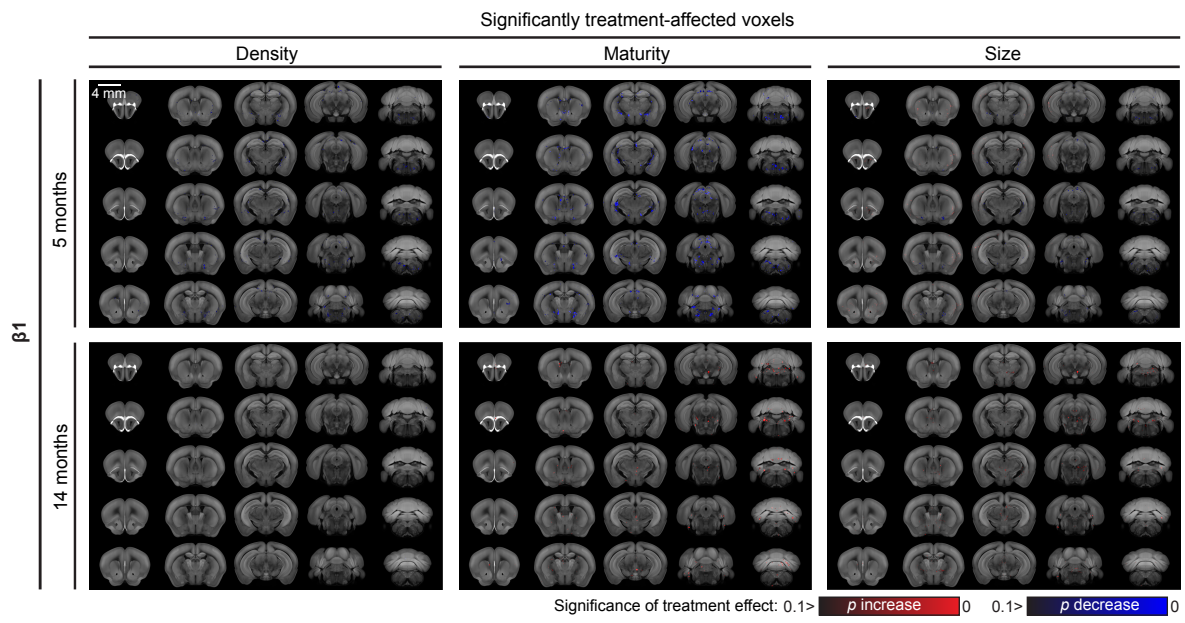 Significantly treatment-affected voxels
Density
Maturity
Size
4 mm
β1
5 months
14 months
Significance of treatment effect: 0.1> p increase 0 0.1> p decrease 0